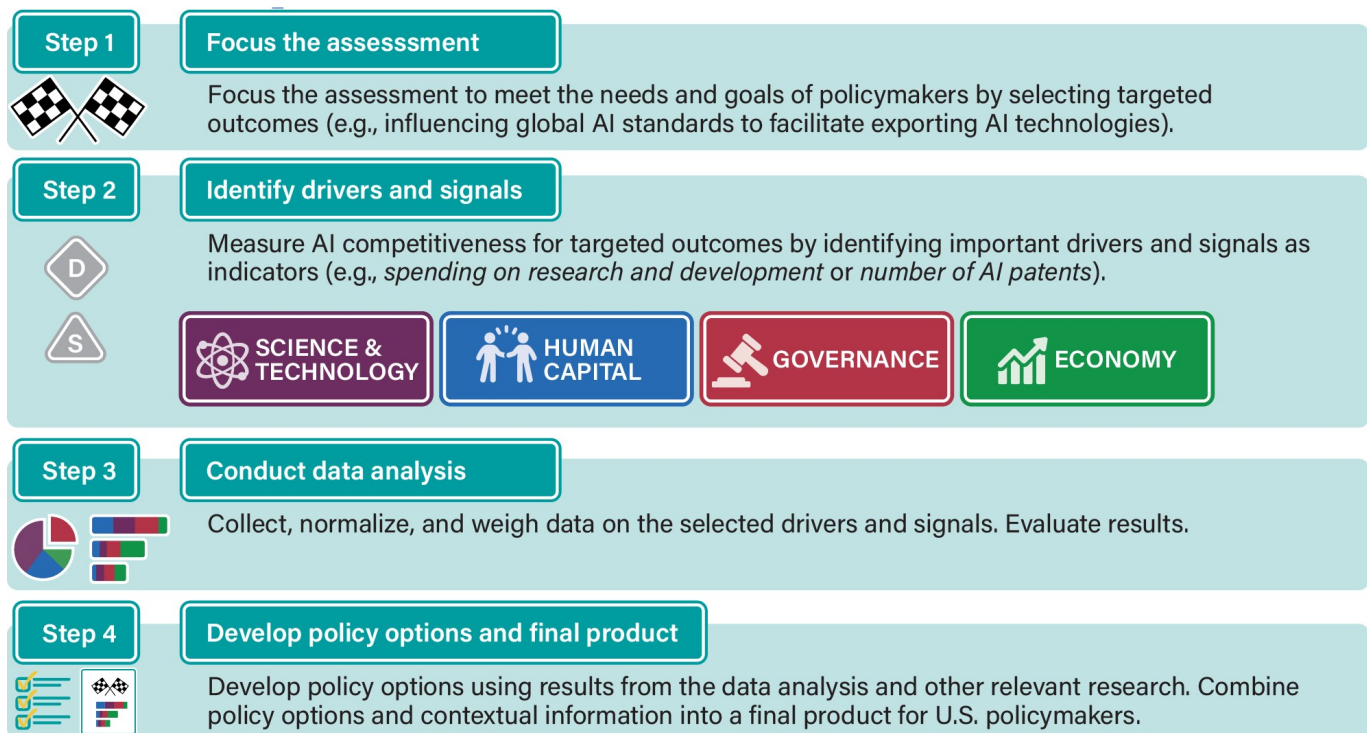 Step 1
Focus the assesssment
Focus the assessment to meet the needs and goals of policymakers by selecting targeted
outcomes (e.g., influencing global AI standards to facilitate exporting AI technologies).
Step 2
Identify drivers and signals
D
S
Measure AI competitiveness for targeted outcomes by identifying important drivers and signals as
indicators (e.g., spending on research and development or number of AI patents).
SCIENCE &
TECHNOLOGY
HUMAN
CAPITAL
GOVERNANCE
ECONOMY
Step 3
Conduct data analysis
Collect, normalize, and weigh data on the selected drivers and signals. Evaluate results.
Step 4
Develop policy options and final product
Develop policy options using results from the data analysis and other relevant research. Combine
policy options and contextual information into a final product for U.S. policymakers.